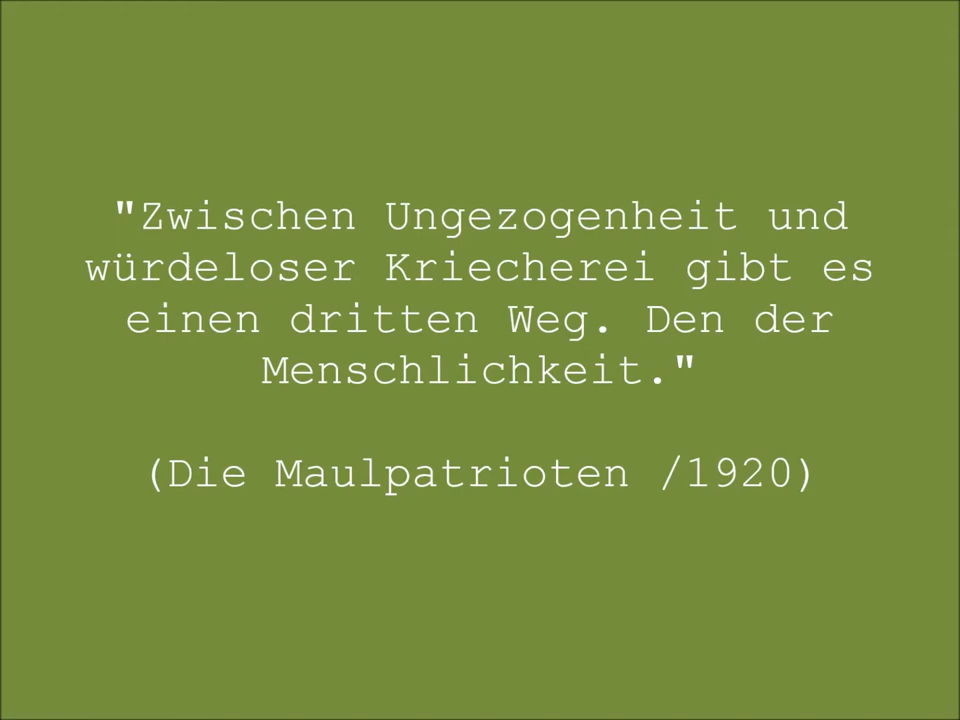 "Zwischen Ungezogenheit und
würdeloser Kriecherei gibt es
einen dritten Weg. Den der
Menschlichkeit."
(Die Maulpatrioten /1920)